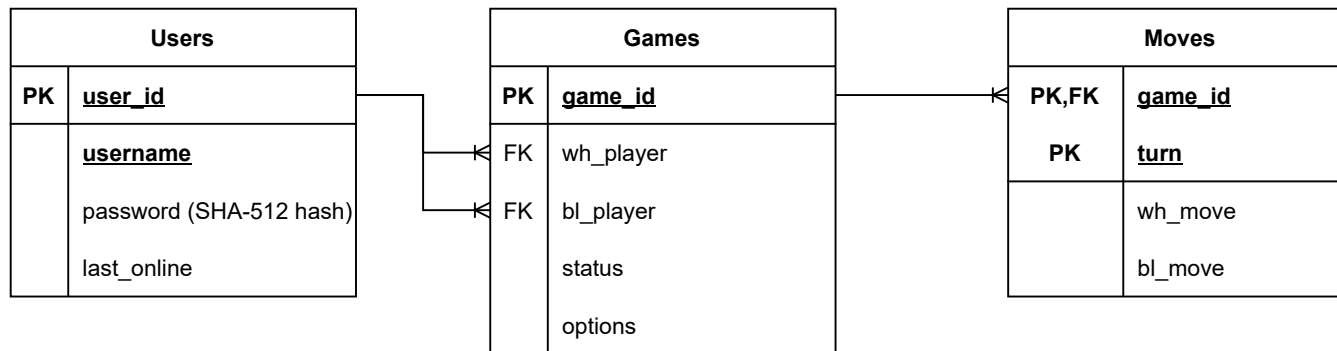 Users
PK user_id
username
password (SHA-512 hash)
last_online
Games
PK game_id
FK wh_player
FK bl_player
status
options
Moves
PK,FK game_id
PK turn
wh_move
bl_move